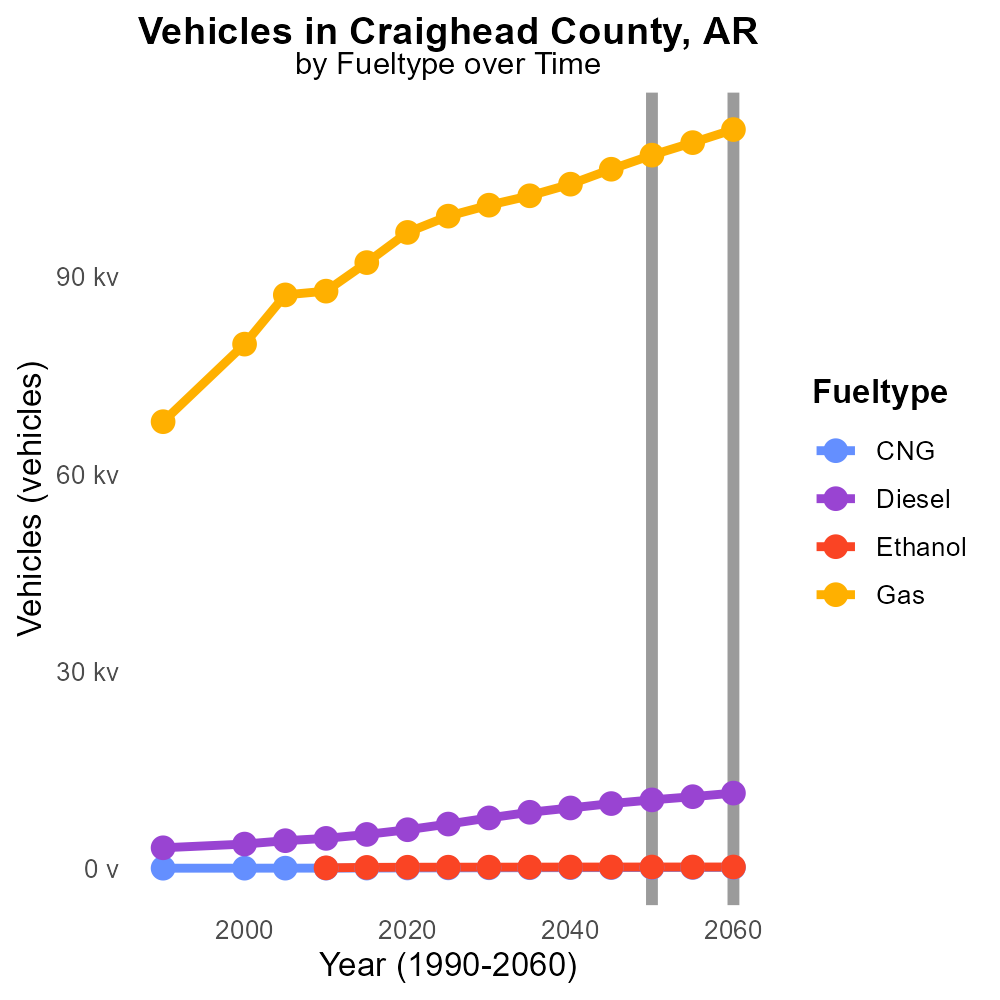 Vehicles in Craighead County, AR
by Fueltype over Time
Vehicles (vehicles)
90 kv
60 kv
30 kv
0 v
2000 2020 2040 2060
Year (1990-2060)
Fueltype
CNG
Diesel
Ethanol
Gas